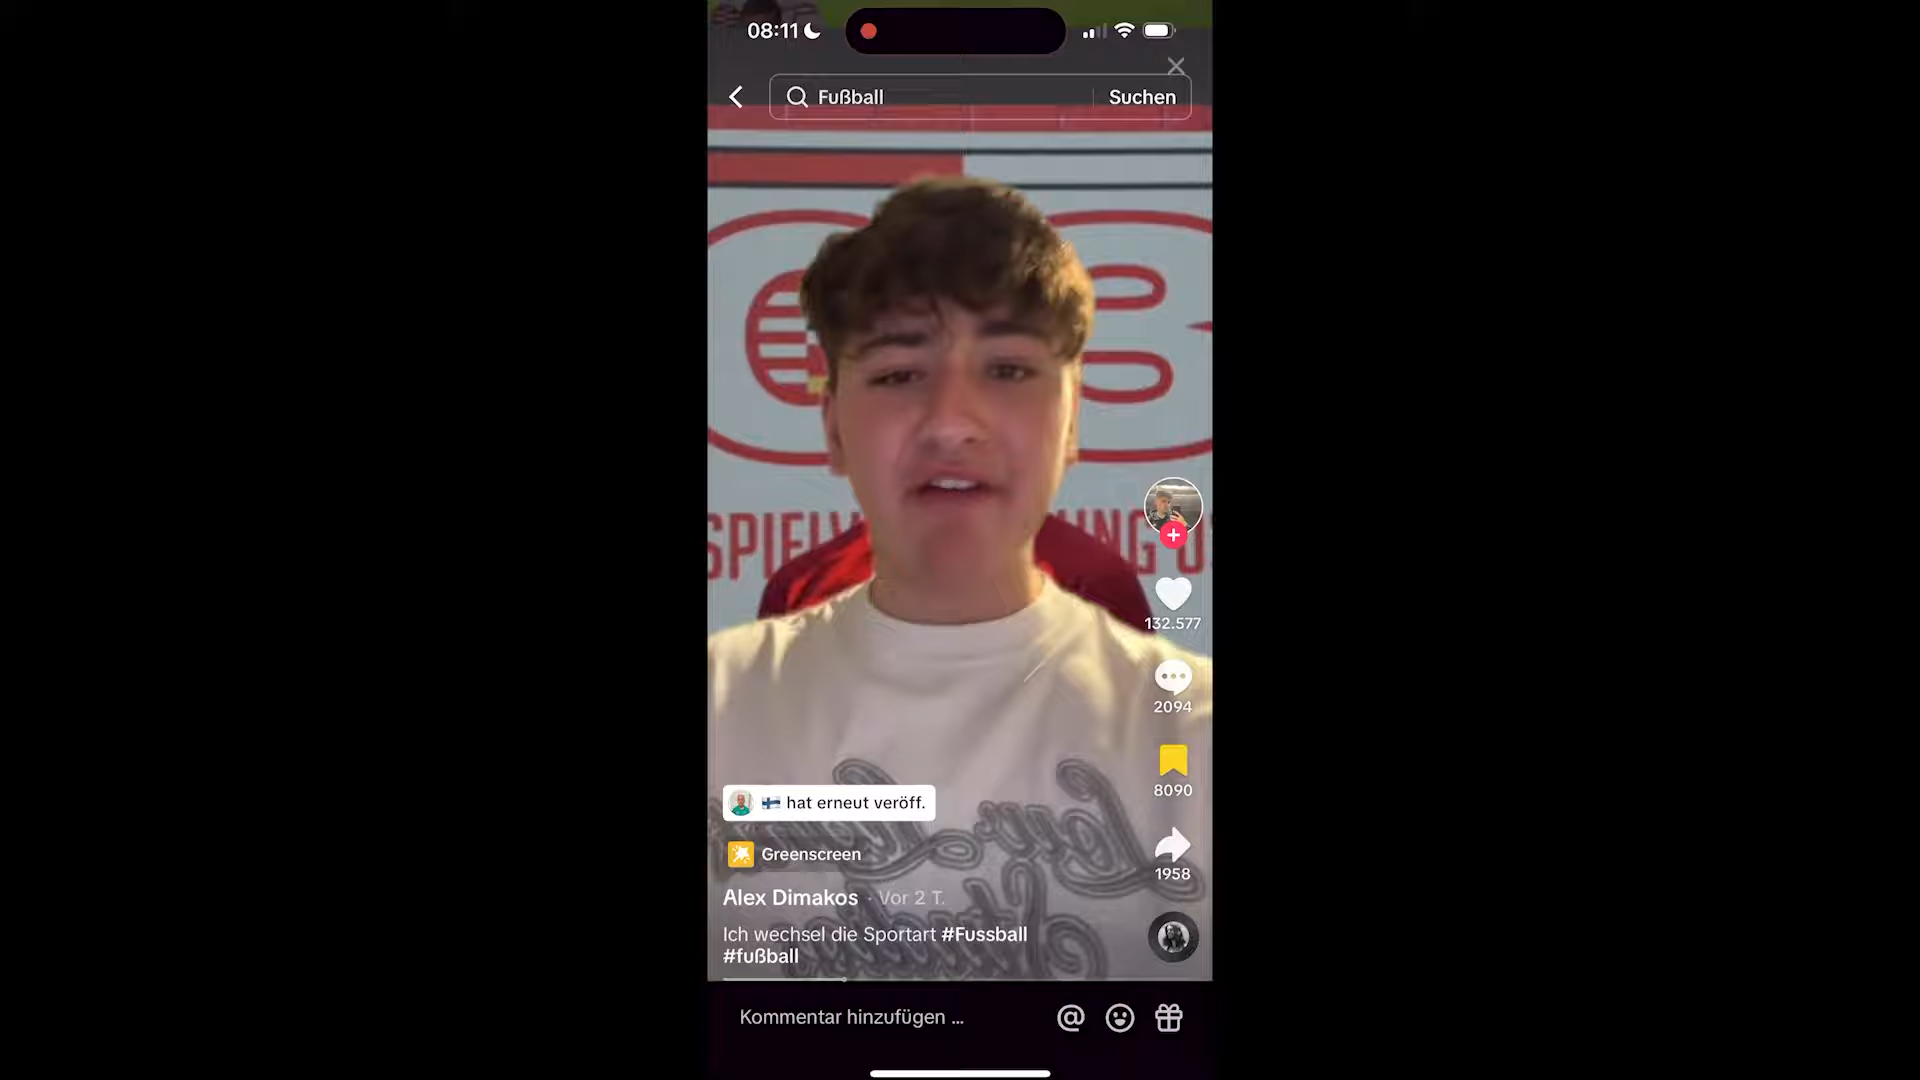 08:11
Fußball
Suchen
SPIEL
NG
132.577
2094
8090
hat erneut veröff.
Greenscreen
1958
Alex Dimakos · Vor 2 T.
Ich wechsel die Sportart #Fussball
#fußball
Kommentar hinzufügen ...